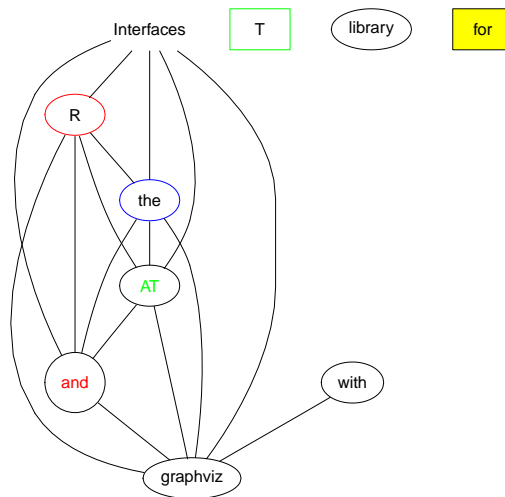 Interfaces
T
library
for
R
the
AT
and
with
graphviz